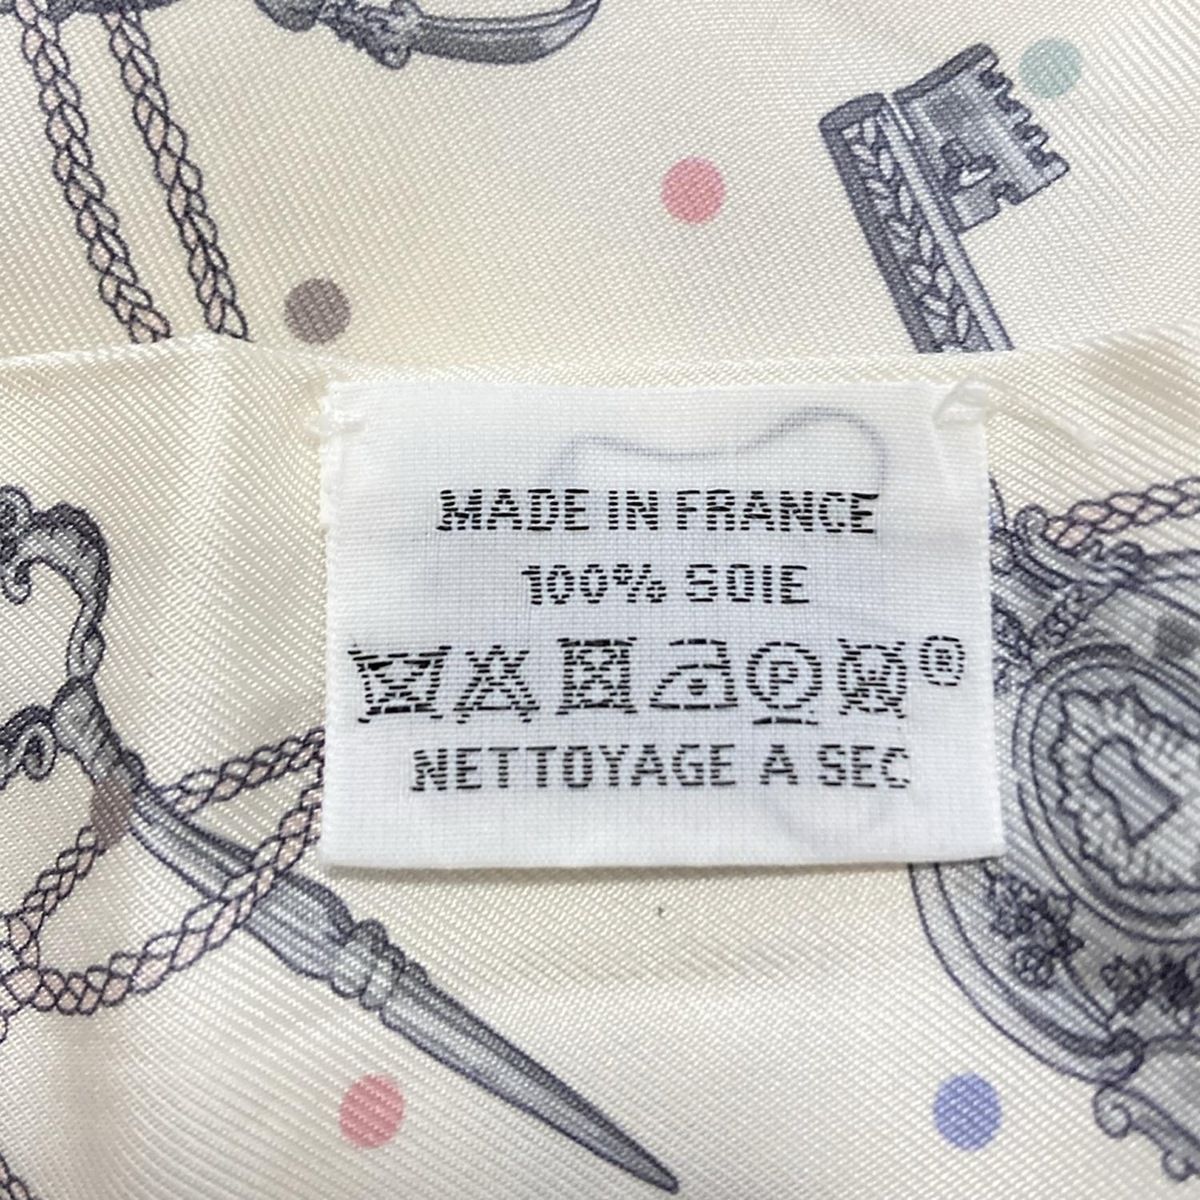 MADE IN FRANCE
100% SOIE
P ®
NETTOYAGE A SEC